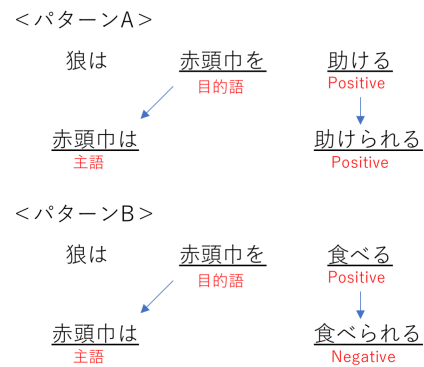 ＜パターンA＞
狼は 赤頭巾を 助ける
目的語 Positive
赤頭巾は 助けられる
主語 Positive
＜パターンB＞
狼は 赤頭巾を 食べる
目的語 Positive
赤頭巾は 食べられる
主語 Negative